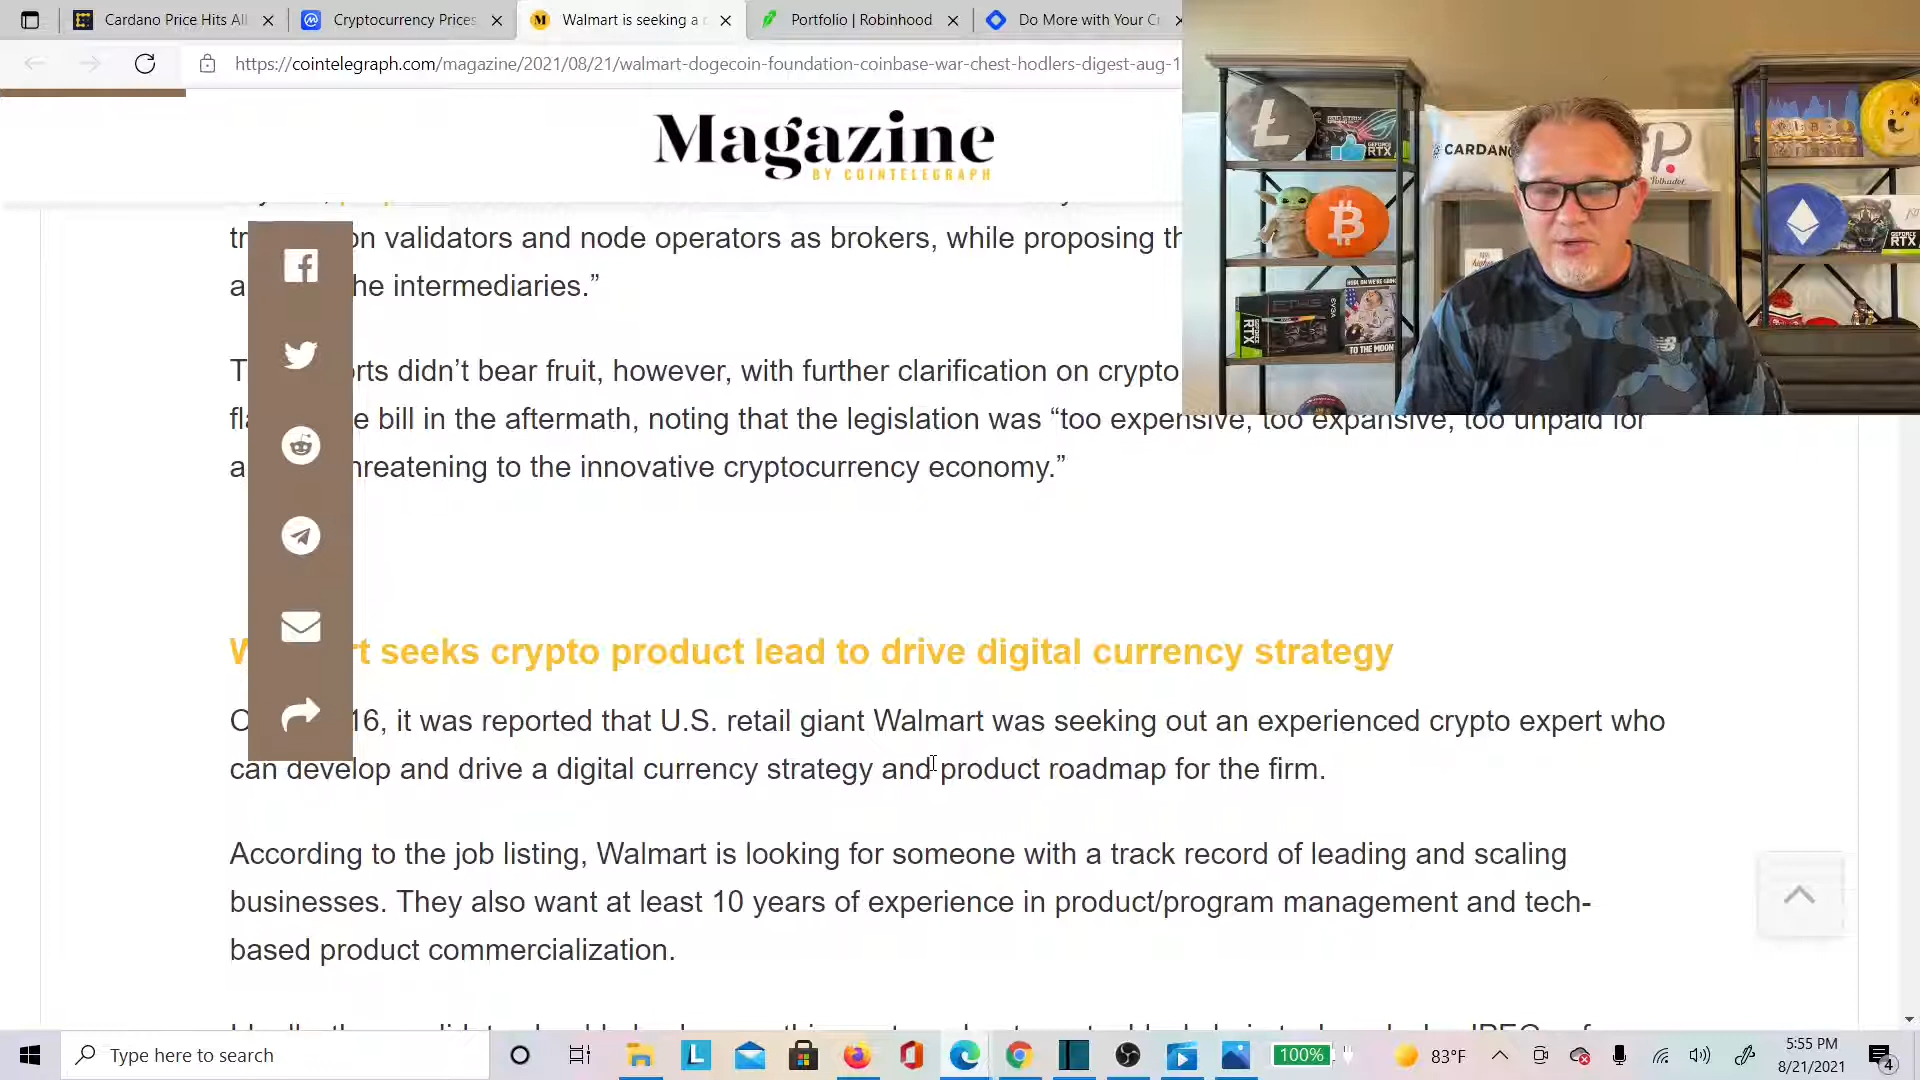 Cardano Price Hits All
Cryptocurrency Prices
Walmart is seeking a
Portfolio | Robinhood
Do More with Your
https://cointelegraph.com/magazine/2021/08/21/walmart-dogecoin-foundation-coinbase-war-chest-hodlers-digest-aug-1
Magazine
BY COINTELEGRAPH
on validators and node operators as brokers, while proposing
he intermediaries.”
didn’t bear fruit, however, with further clarification on crypto
bill in the aftermath, noting that the legislation was “too expensive, too expansive, too unpaid for
hreatening to the innovative cryptocurrency economy.”
seeks crypto product lead to drive digital currency strategy
16, it was reported that U.S. retail giant Walmart was seeking out an experienced crypto expert who
can develop and drive a digital currency strategy and product roadmap for the firm.
According to the job listing, Walmart is looking for someone with a track record of leading and scaling
businesses. They also want at least 10 years of experience in product/program management and tech-
based product commercialization.
CARDANO
Polkadot
GEFORCE
RTX
GEFORCE
RTX
EVGA
GEFORCE
RTX
TO THE MOON
Type here to search
100%
83°F
5:55 PM
8/21/2021
4